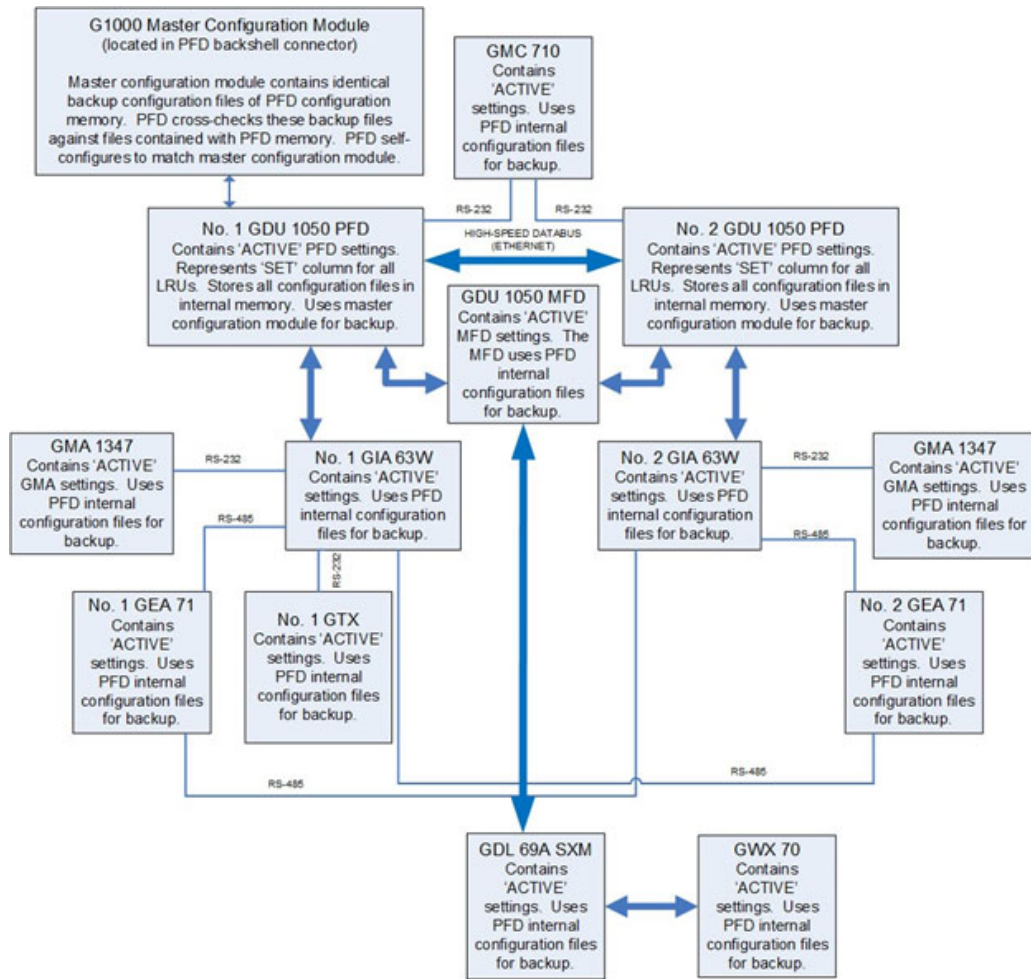 G1000 Master Configuration Module
(located in PFD backshell connector)
Master configuration module contains identical
backup configuration files of PFD configuration
memory. PFD cross-checks these backup files
against files contained with PFD memory. PFD self-
configures to match master configuration module.
GMC 710
Contains
‘ACTIVE’
settings. Uses
PFD internal
configuration files
for backup.
RS-232
RS-232
No. 1 GDU 1050 PFD
Contains ‘ACTIVE’ PFD settings.
Represents ‘SET’ column for all
LRUs. Stores all configuration files in
internal memory. Uses master
configuration module for backup.
HIGH-SPEED DATABUS
(ETHERNET)
No. 2 GDU 1050 PFD
Contains ‘ACTIVE’ PFD settings.
Represents ‘SET’ column for all
LRUs. Stores all configuration files in
internal memory. Uses master
configuration module for backup.
GDU 1050 MFD
Contains ‘ACTIVE’
MFD settings. The
MFD uses PFD
internal
configuration files
for backup.
GMA 1347
Contains ‘ACTIVE’
GMA settings. Uses
PFD internal
configuration files for
backup.
RS-232
No. 1 GIA 63W
Contains ‘ACTIVE’
settings. Uses PFD
internal configuration
files for backup.
No. 2 GIA 63W
Contains ‘ACTIVE’
settings. Uses PFD
internal configuration
files for backup.
RS-232
GMA 1347
Contains ‘ACTIVE’
GMA settings. Uses
PFD internal
configuration files for
backup.
RS-485
RS-232
RS-485
No. 1 GEA 71
Contains
‘ACTIVE’
settings. Uses
PFD internal
configuration files
for backup.
No. 1 GTX
Contains ‘ACTIVE’
settings. Uses
PFD internal
configuration files
for backup.
No. 2 GEA 71
Contains
‘ACTIVE’
settings. Uses
PFD internal
configuration files
for backup.
RS-485
RS-485
GDL 69A SXM
Contains
‘ACTIVE’
settings. Uses
PFD internal
configuration files
for backup.
GWX 70
Contains
‘ACTIVE’
settings. Uses
PFD internal
configuration files
for backup.